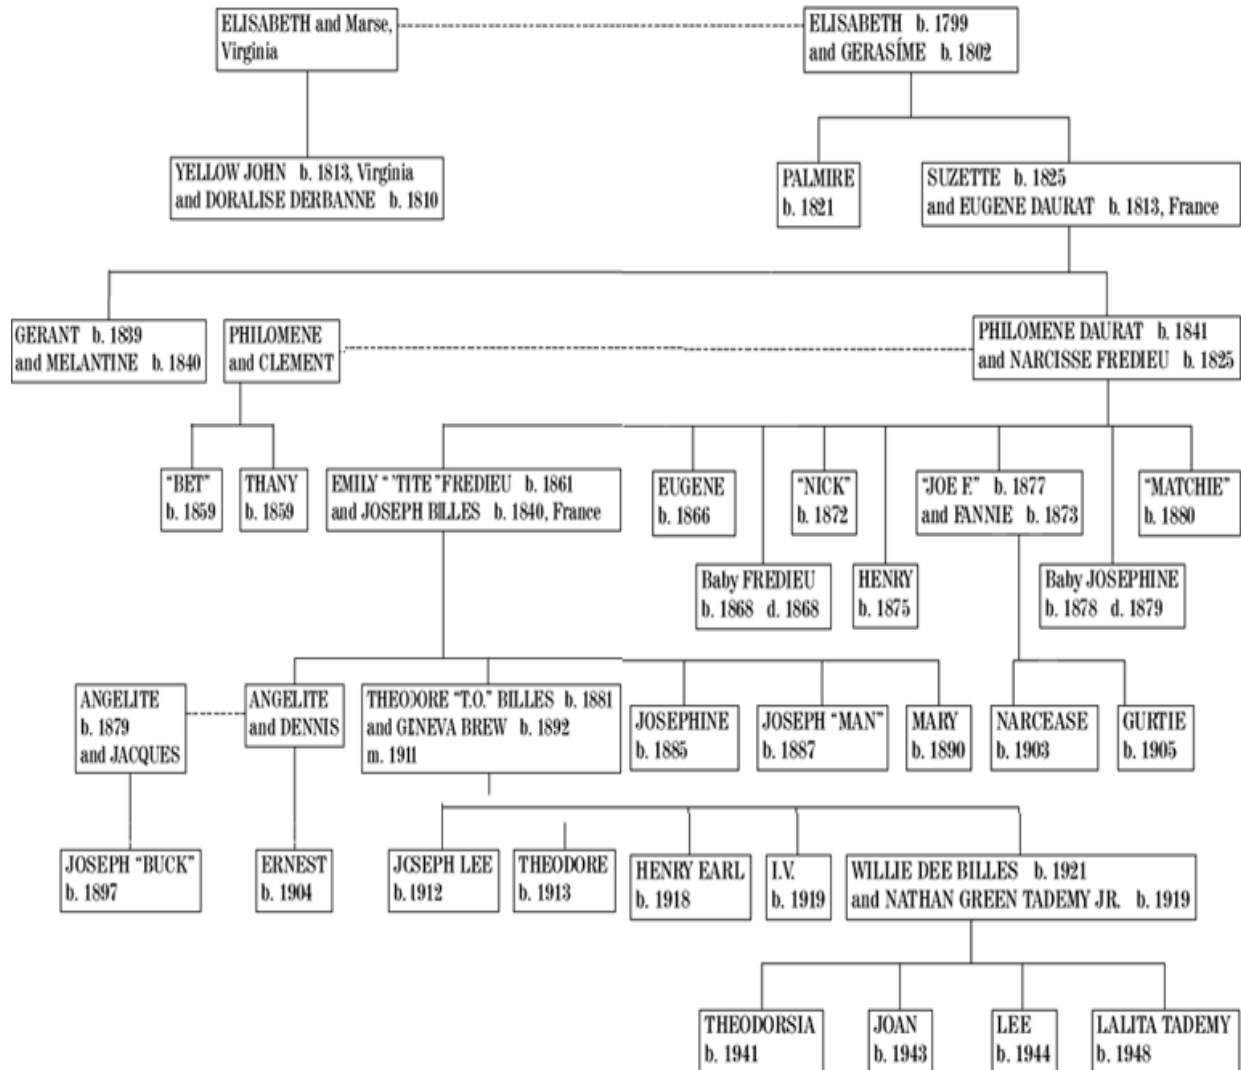 ELISABETH and Marse,
Virginia
ELISABETH b. 1799
and GERASÍME b. 1802
YELLOW JOHN b. 1813, Virginia
and DORALISE DERBANNE b. 1810
PALMIRE
b. 1821
SUZETTE b. 1825
and EUGENE DAURAT b. 1813, France
GERANT b. 1839
and MELANTINE b. 1840
PHILOMENE
and CLEMENT
PHILOMENE DAURAT b. 1841
and NARCISSE FREDIEU b. 1825
"BET"
b. 1859
THANY
b. 1859
EMILY "'TITE" FREDIEU b. 1861
and JOSEPH BILLES b. 1840, France
EUGENE
b. 1866
"NICK"
b. 1872
"JOE F." b. 1877
and FANNIE b. 1873
"MATCHIE"
b. 1880
Baby FREDIEU
b. 1868 d. 1868
HENRY
b. 1875
Baby JOSEPHINE
b. 1878 d. 1879
ANGELITE
b. 1879
and JACQUES
ANGELITE
and DENNIS
THEODORE "T.O." BILLES b. 1881
and GENEVA BREW b. 1892
m. 1911
JOSEPHINE
b. 1885
JOSEPH "MAN"
b. 1887
MARY
b. 1890
NARCEASE
b. 1903
GURTIE
b. 1905
JOSEPH "BUCK"
b. 1897
ERNEST
b. 1904
JOSEPH LEE
b. 1912
THEODORE
b. 1913
HENRY EARL
b. 1918
I.V.
b. 1919
WILLIE DEE BILLES b. 1921
and NATHAN GREEN TADEMY JR. b. 1919
THEODORSIA
b. 1941
JOAN
b. 1943
LEE
b. 1944
LALITA TADEMY
b. 1948